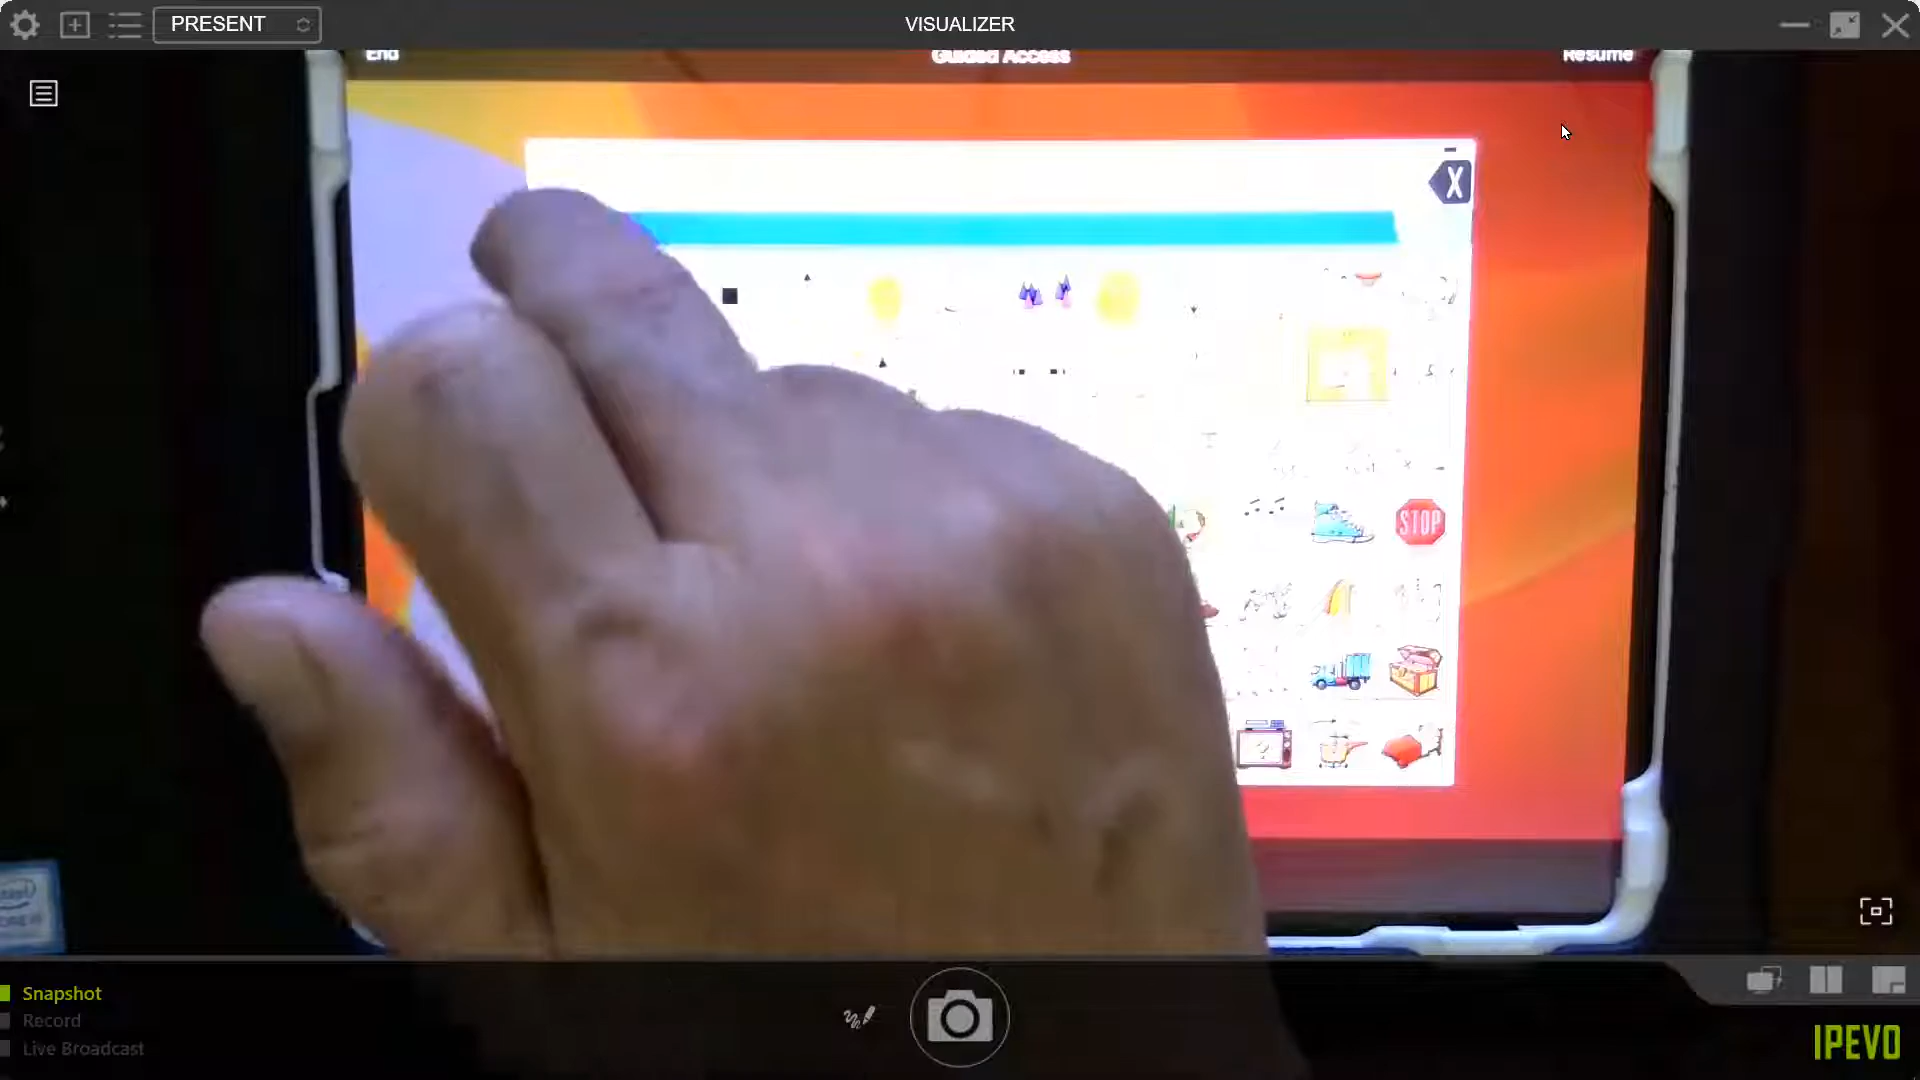 PRESENT
VISUALIZER
End
Guided Access
Resume
X
STOP
Snapshot
Record
Live Broadcast
IPEVO